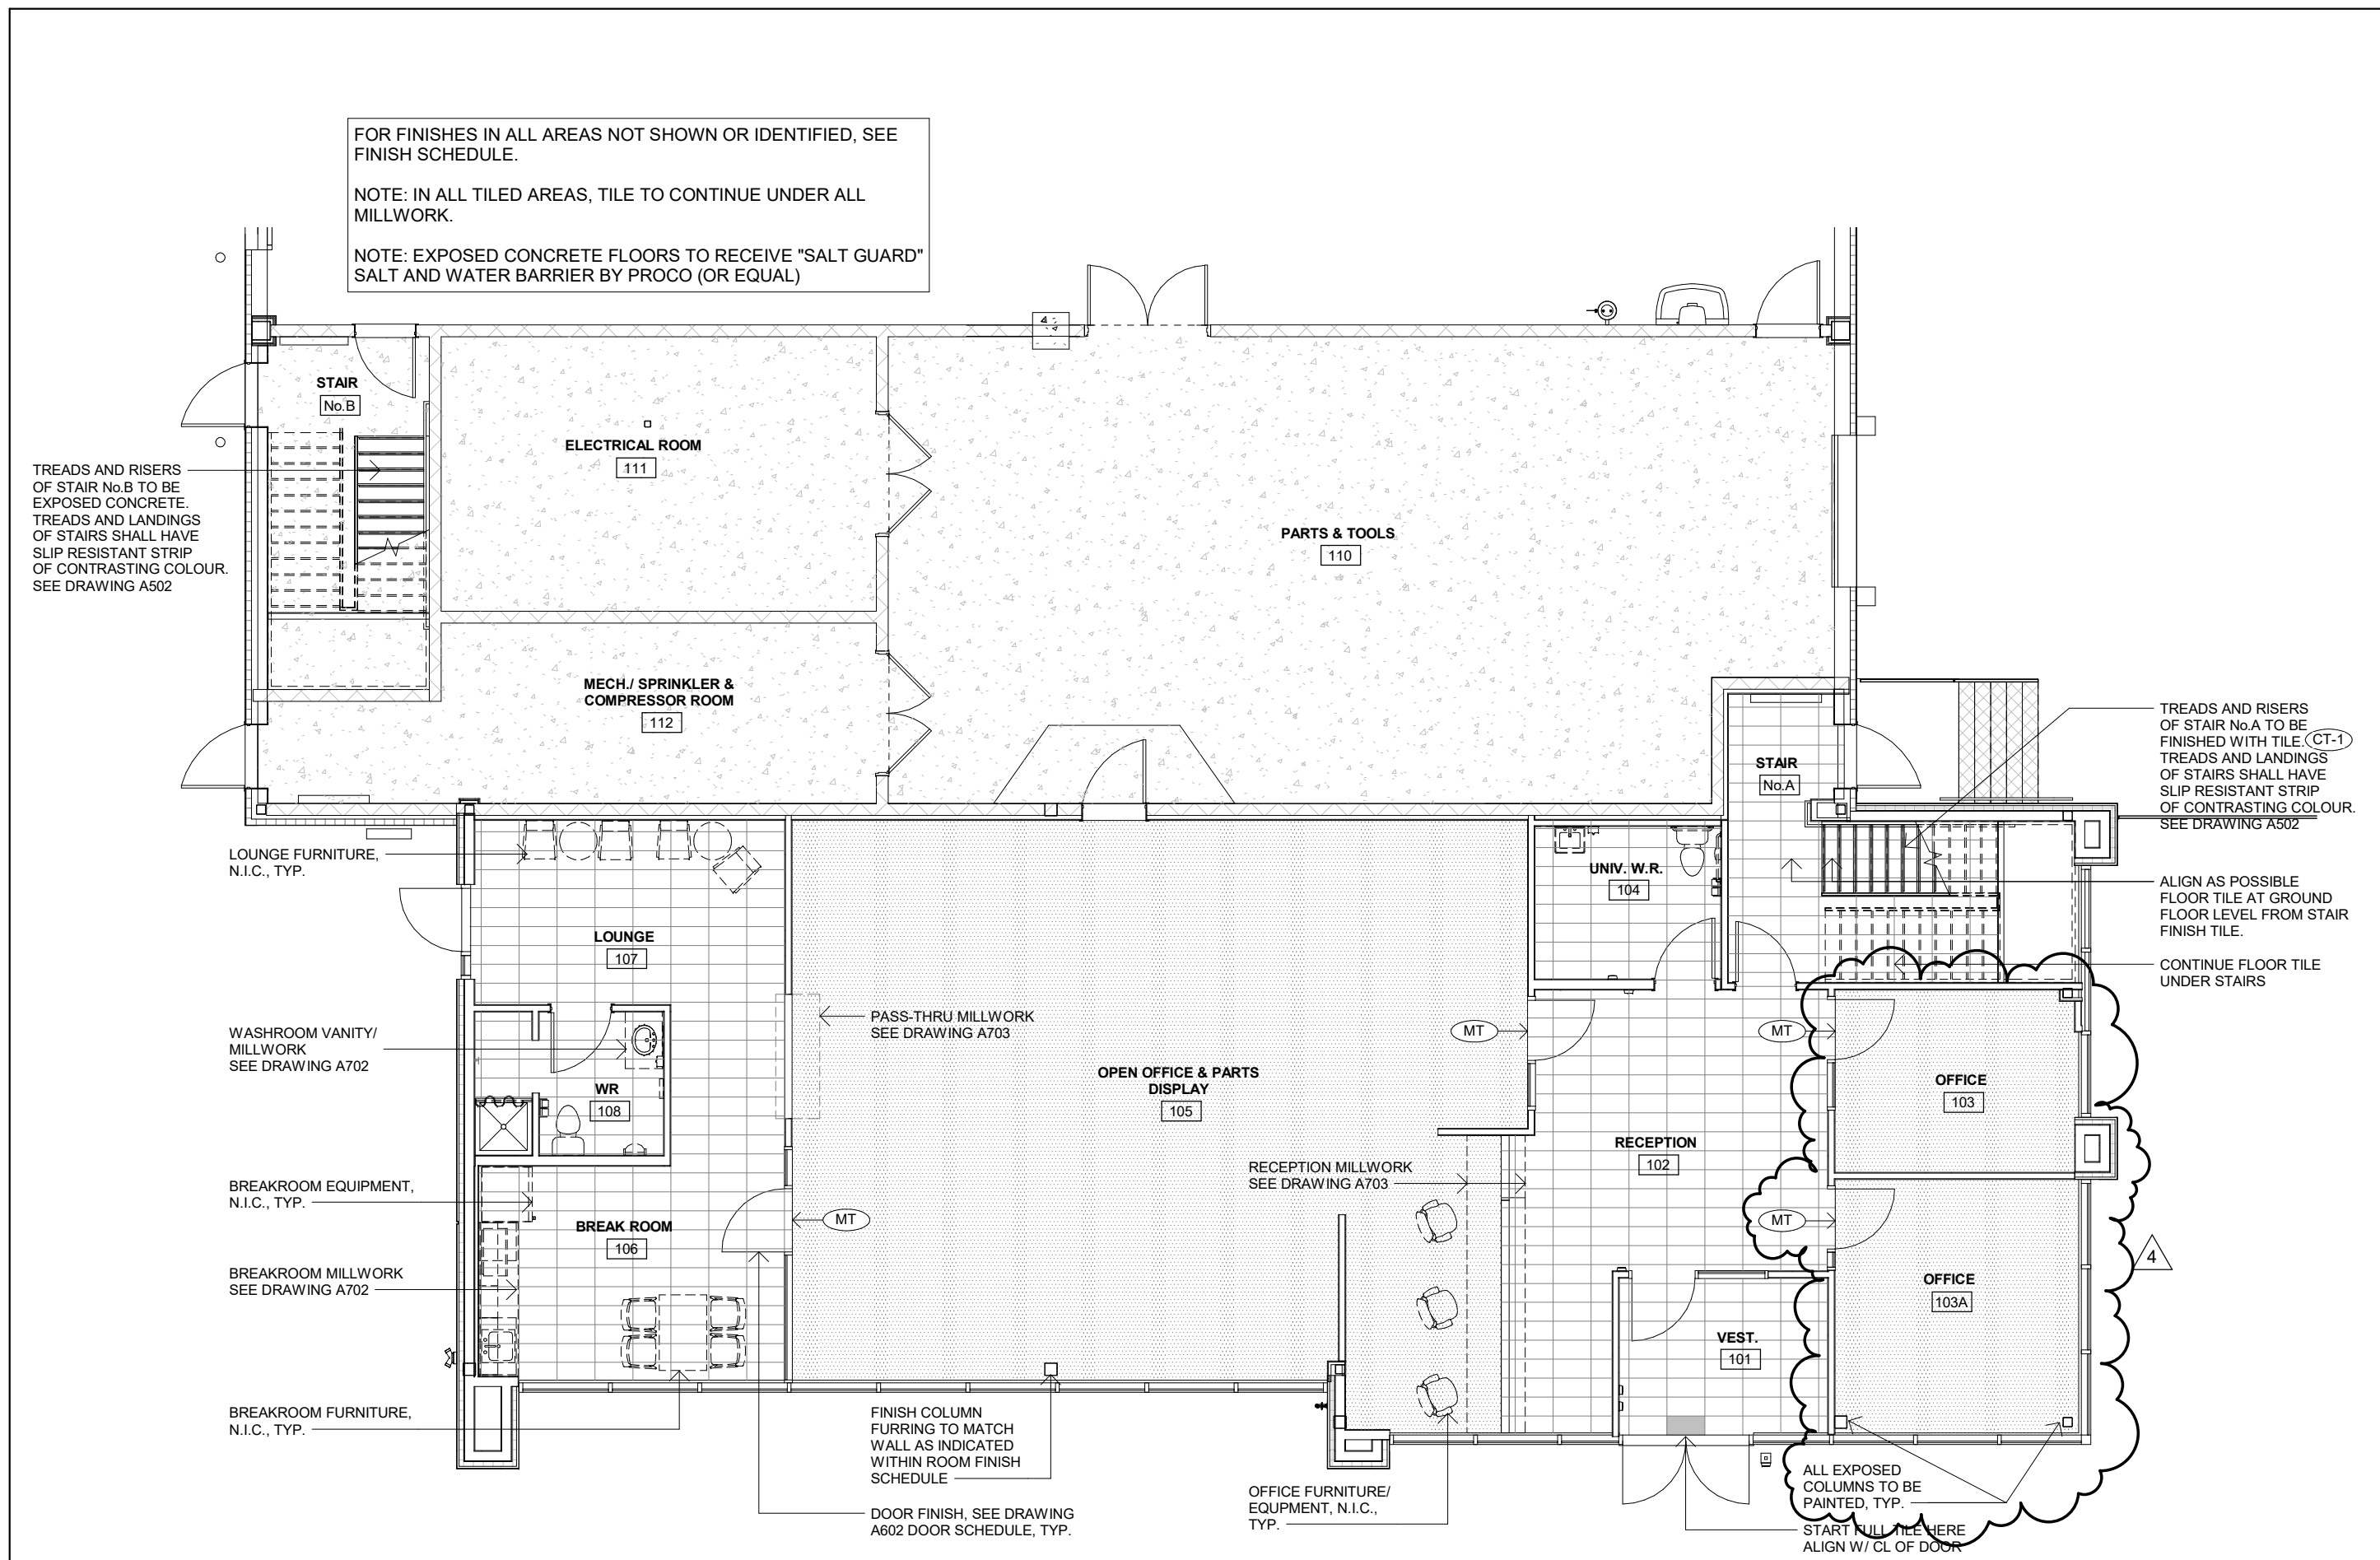 FOR FINISHES IN ALL AREAS NOT SHOWN OR IDENTIFIED, SEE
FINISH SCHEDULE.
NOTE: IN ALL TILED AREAS, TILE TO CONTINUE UNDER ALL
MILLWORK.
NOTE: EXPOSED CONCRETE FLOORS TO RECEIVE "SALT GUARD"
SALT AND WATER BARRIER BY PROCO (OR EQUAL)
STAIR
No.B
ELECTRICAL ROOM
111
TREADS AND RISERS
OF STAIR No.B TO BE
EXPOSED CONCRETE.
TREADS AND LANDINGS
OF STAIRS SHALL HAVE
SLIP RESISTANT STRIP
OF CONTRASTING COLOUR.
SEE DRAWING A502
PARTS & TOOLS
110
MECH./ SPRINKLER &
COMPRESSOR ROOM
112
STAIR
No.A
TREADS AND RISERS
OF STAIR No.A TO BE
FINISHED WITH TILE. CT-1
TREADS AND LANDINGS
OF STAIRS SHALL HAVE
SLIP RESISTANT STRIP
OF CONTRASTING COLOUR.
SEE DRAWING A502
LOUNGE FURNITURE,
N.I.C., TYP.
UNIV. W.R.
104
ALIGN AS POSSIBLE
FLOOR TILE AT GROUND
FLOOR LEVEL FROM STAIR
FINISH TILE.
LOUNGE
107
CONTINUE FLOOR TILE
UNDER STAIRS
PASS-THRU MILLWORK
SEE DRAWING A703
MT
MT
WASHROOM VANITY/
MILLWORK
SEE DRAWING A702
WR
108
OPEN OFFICE & PARTS
DISPLAY
105
OFFICE
103
RECEPTION
102
RECEPTION MILLWORK
SEE DRAWING A703
BREAKROOM EQUIPMENT,
N.I.C., TYP.
BREAK ROOM
106
MT
MT
4
BREAKROOM MILLWORK
SEE DRAWING A702
OFFICE
103A
VEST.
101
BREAKROOM FURNITURE,
N.I.C., TYP.
FINISH COLUMN
FURRING TO MATCH
WALL AS INDICATED
WITHIN ROOM FINISH
SCHEDULE
DOOR FINISH, SEE DRAWING
A602 DOOR SCHEDULE, TYP.
OFFICE FURNITURE/
EQUPMENT, N.I.C.,
TYP.
ALL EXPOSED
COLUMNS TO BE
PAINTED, TYP.
START FULL TILE HERE
ALIGN W/ CL OF DOOR